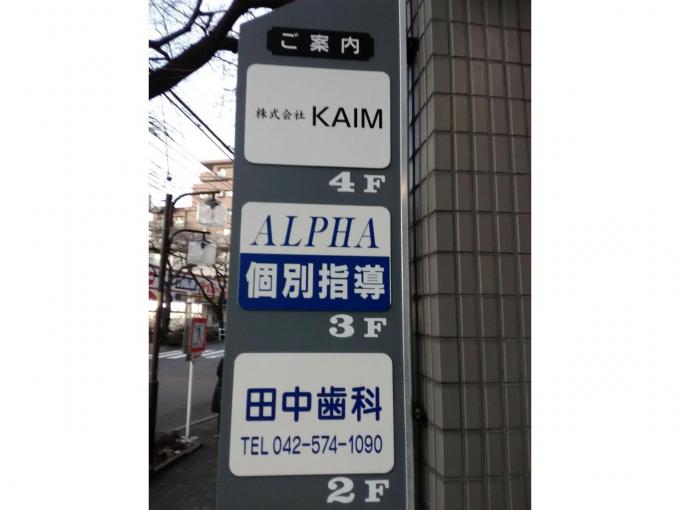 ご案内
株式会社 KAIM
4F
ALPHA
個別指導
3F
田中歯科
TEL 042-574-1090
2F